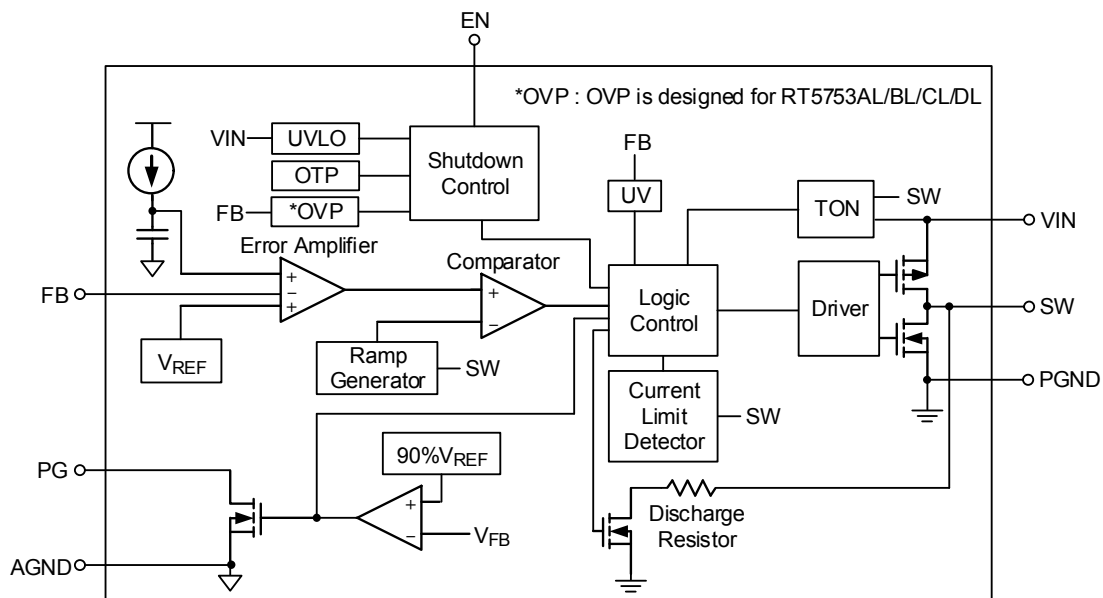 EN
*OVP : OVP is designed for RT5753AL/BL/CL/DL
VIN
UVLO
OTP
FB
*OVP
Shutdown
Control
FB
UV
TON
SW
VIN
Error Amplifier
Comparator
+
−
+
+
−
FB
VREF
Ramp
Generator
SW
Logic
Control
Driver
SW
PGND
Current
Limit
Detector
SW
90%VREF
PG
+
−
VFB
Discharge
Resistor
AGND